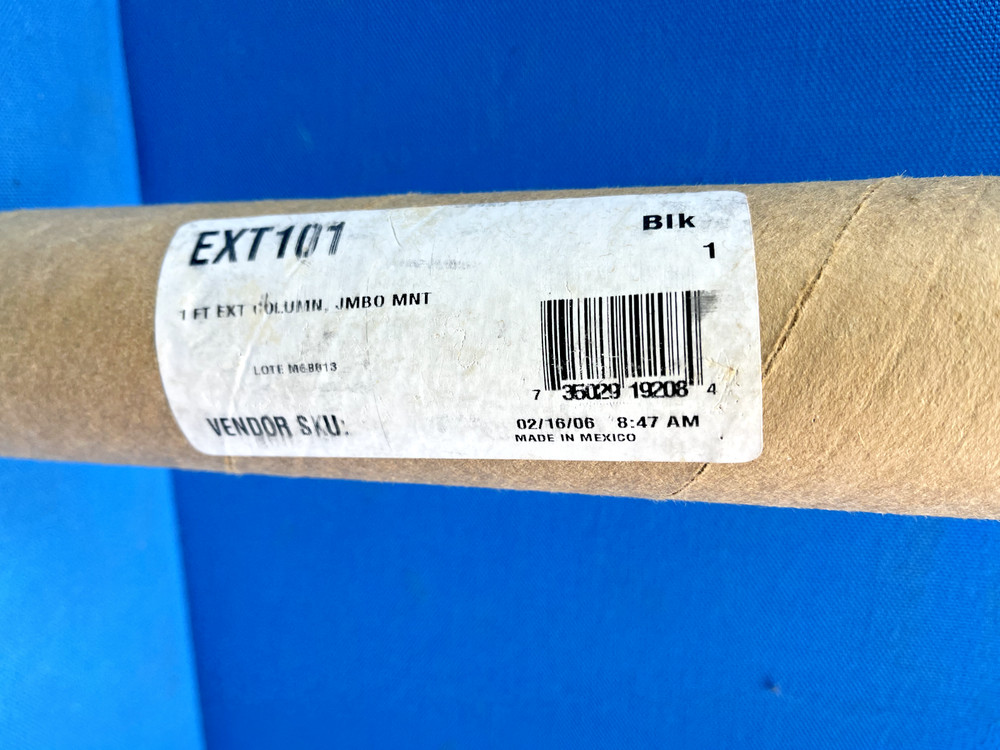 EXT101
Blk
1
1 FT EXT COLUMN, JMBO MNT
LOTE M68813
7 35029 19208 4
VENDOR SKU:
02/16/06 8:47 AM
MADE IN MEXICO